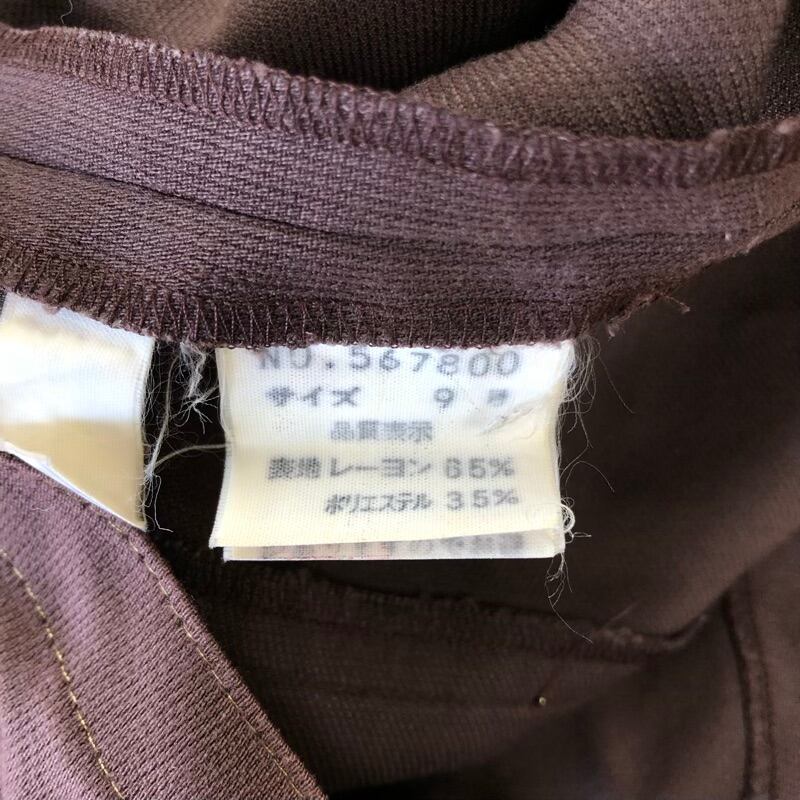 NO.567800
サイズ 9 号
品質表示
表地 レーヨン 65%
ポリエステル 35%